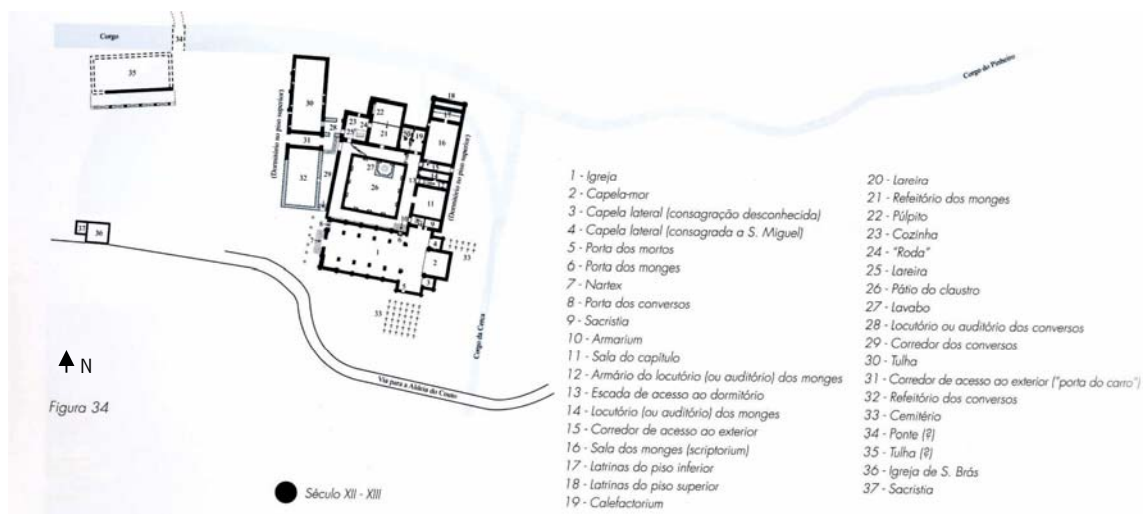 Corgo
34
35
(Dormitório no piso superior)
30
31
32
28
29
23
24
25
22
21
20
19
18
17
16
(Dormitório no piso superior)
27
26
13
11
10
9
1
2
3
4
5
33
33
37
36
Corgo do Pinheiro
Corgo da Cerca
Via para a Aldeia do Couto
N
Figura 34
Século XII - XIII
1 - Igreja
2 - Capela-mor
3 - Capela lateral (consagração desconhecida)
4 - Capela lateral (consagrada a S. Miguel)
5 - Porta dos mortos
6 - Porta dos monges
7 - Nartex
8 - Porta dos conversos
9 - Sacristia
10 - Armarium
11 - Sala do capítulo
12 - Armário do locutório (ou auditório) dos monges
13 - Escada de acesso ao dormitório
14 - Locutório (ou auditório) dos monges
15 - Corredor de acesso ao exterior
16 - Sala dos monges (scriptorium)
17 - Latrinas do piso inferior
18 - Latrinas do piso superior
19 - Calefactorium
20 - Lareira
21 - Refeitório dos monges
22 - Púlpito
23 - Cozinha
24 - "Roda"
25 - Lareira
26 - Pátio do claustro
27 - Lavabo
28 - Locutório ou auditório dos conversos
29 - Corredor dos conversos
30 - Tulha
31 - Corredor de acesso ao exterior ("porta do carro")
32 - Refeitório dos conversos
33 - Cemitério
34 - Ponte (?)
35 - Tulha (?)
36 - Igreja de S. Brás
37 - Sacristia